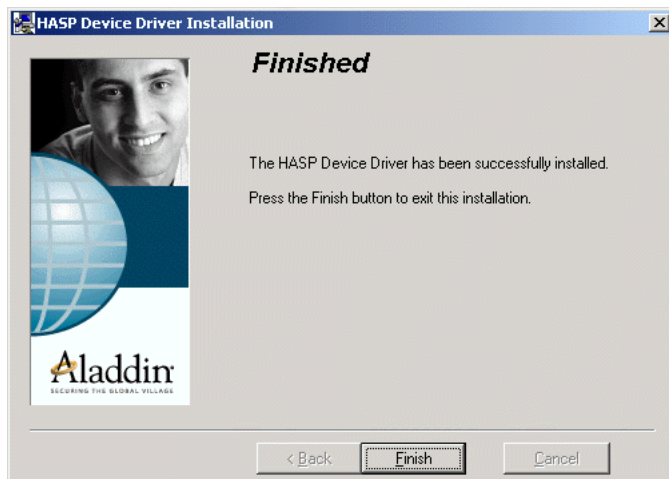 HASP Device Driver Installation
Finished
The HASP Device Driver has been successfully installed.
Press the Finish button to exit this installation.
Aladdin
SECURING THE GLOBAL VILLAGE
< Back
Finish
Cancel